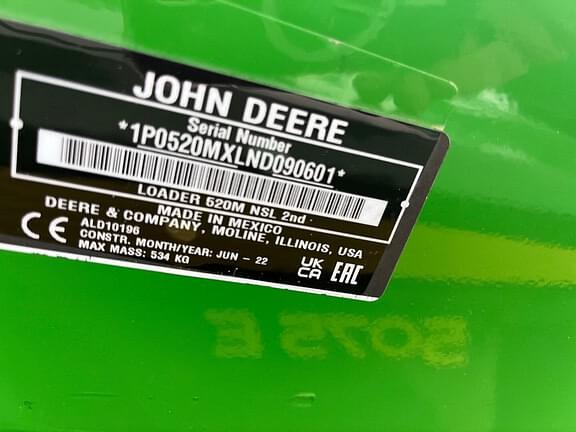 JOHN DEERE
Serial Number
*1P0520MXLND090601*
LOADER 520M NSL 2nd
MADE IN MEXICO
DEERE & COMPANY, MOLINE, ILLINOIS, USA
ALD10196
CONSTR. MONTH/YEAR: JUN - 22
MAX MASS: 534 KG
CE
UK
CA
EAC
5075E